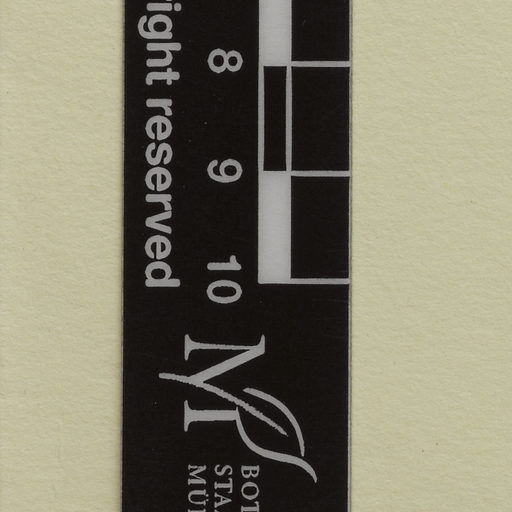 8 9 10
ight reserved
M
BOT
STA
MÜ